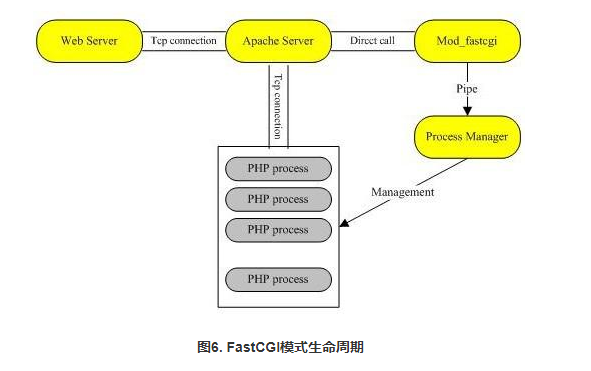 Web Server
Tcp connection
Apache Server
Direct call
Mod_fastcgi
Tcp connection
Pipe
Process Manager
Management
PHP process
PHP process
PHP process
PHP process
图6. FastCGI模式生命周期